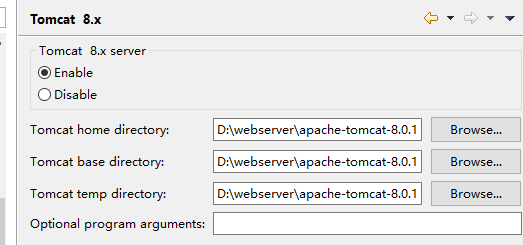 Tomcat  8.x
Tomcat  8.x server
Enable
Disable
Tomcat home directory: D:\webserver\apache-tomcat-8.0.1 Browse...
Tomcat base directory: D:\webserver\apache-tomcat-8.0.1 Browse...
Tomcat temp directory: D:\webserver\apache-tomcat-8.0.1 Browse...
Optional program arguments: